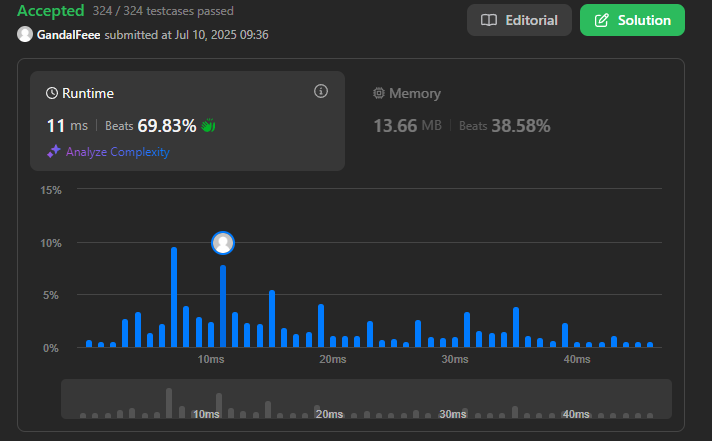 Accepted 324 / 324 testcases passed
Editorial
Solution
GandalFeee submitted at Jul 10, 2025 09:36
Runtime
11 ms | Beats 69.83%
Analyze Complexity
Memory
13.66 MB | Beats 38.58%
15%
10%
5%
0%
10ms 20ms 30ms 40ms
10ms 20ms 30ms 40ms